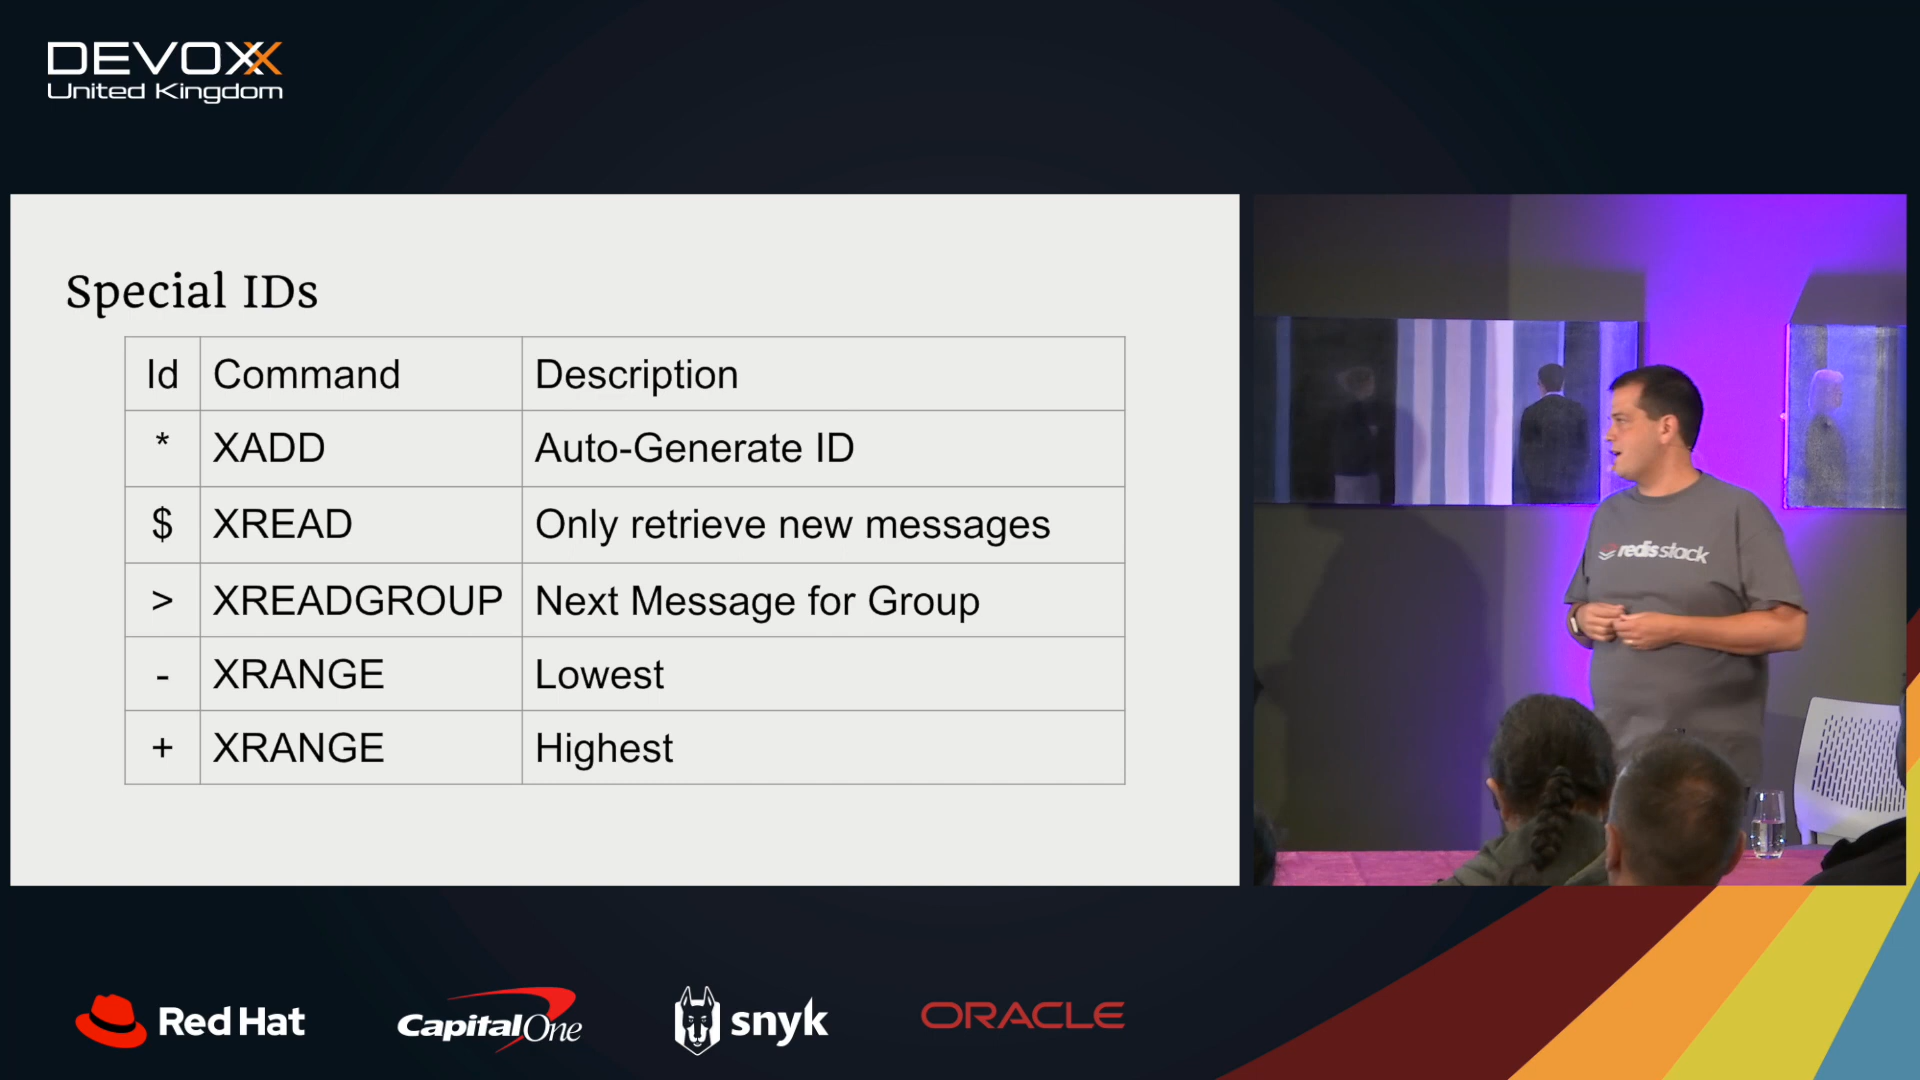 DEVOXX
United Kingdom
Special IDs
Id Command Description
* XADD Auto-Generate ID
$ XREAD Only retrieve new messages
> XREADGROUP Next Message for Group
- XRANGE Lowest
+ XRANGE Highest
redis stack
Red Hat
Capital One
snyk
ORACLE